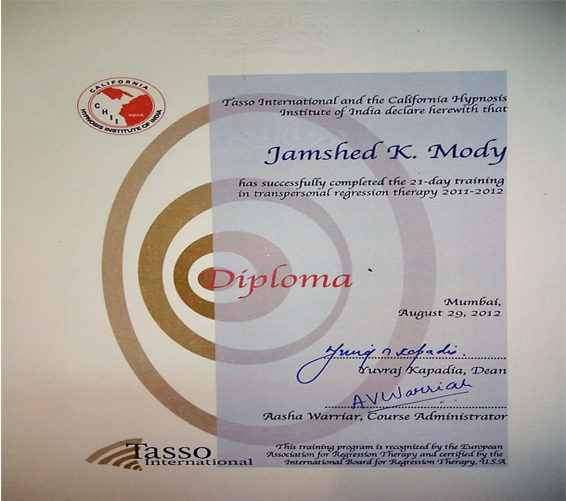 CALIFORNIA
CHII
INDIA
HYPNOSIS INSTITUTE OF INDIA
Tasso International and the California Hypnosis
Institute of India declare herewith that
Jamshed K. Mody
has successfully completed the 21-day training
in transpersonal regression therapy 2011-2012
Diploma
Mumbai,
August 29, 2012
Yuvraj Kapadia, Dean
AVWarriar
Aasha Warriar, Course Administrator
Tasso
International
This training program is recognized by the European
Association for Regression Therapy and certified by the
International Board for Regression Therapy, U.S.A